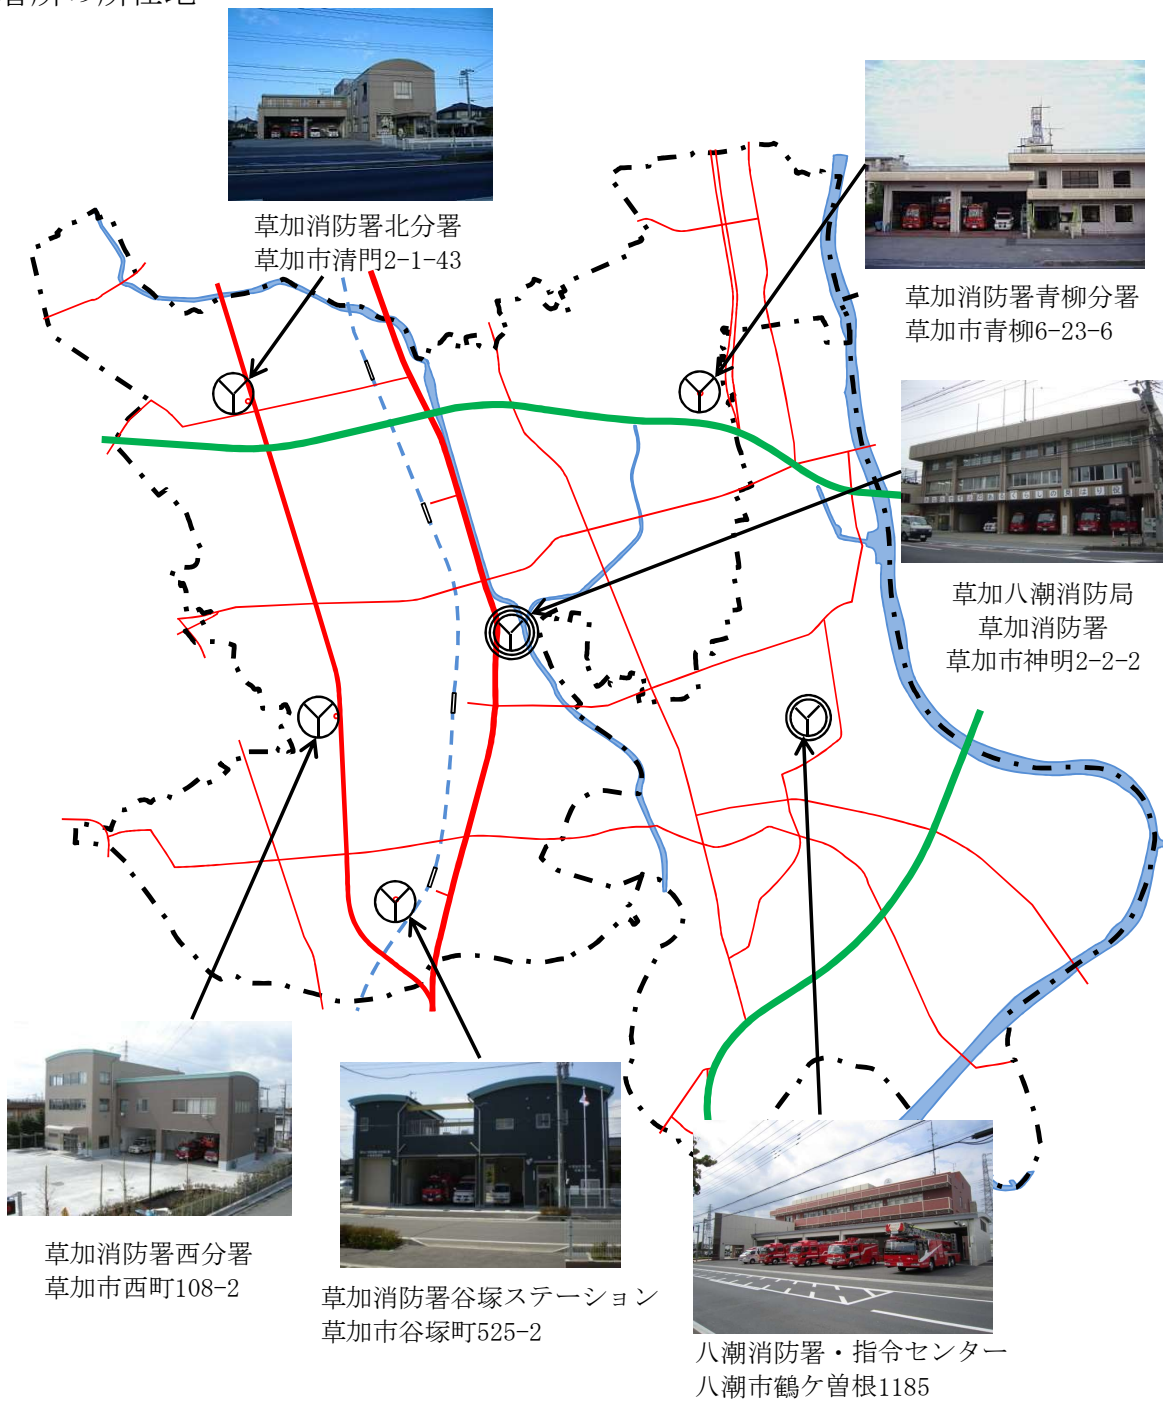 所の所在地
草加消防署北分署
草加市清門2-1-43
草加消防署青柳分署
草加市青柳6-23-6
草加八潮消防局
草加消防署
草加市神明2-2-2
草加消防署西分署
草加市西町108-2
草加消防署谷塚ステーション
草加市谷塚町525-2
八潮消防署・指令センター
八潮市鶴ケ曽根1185